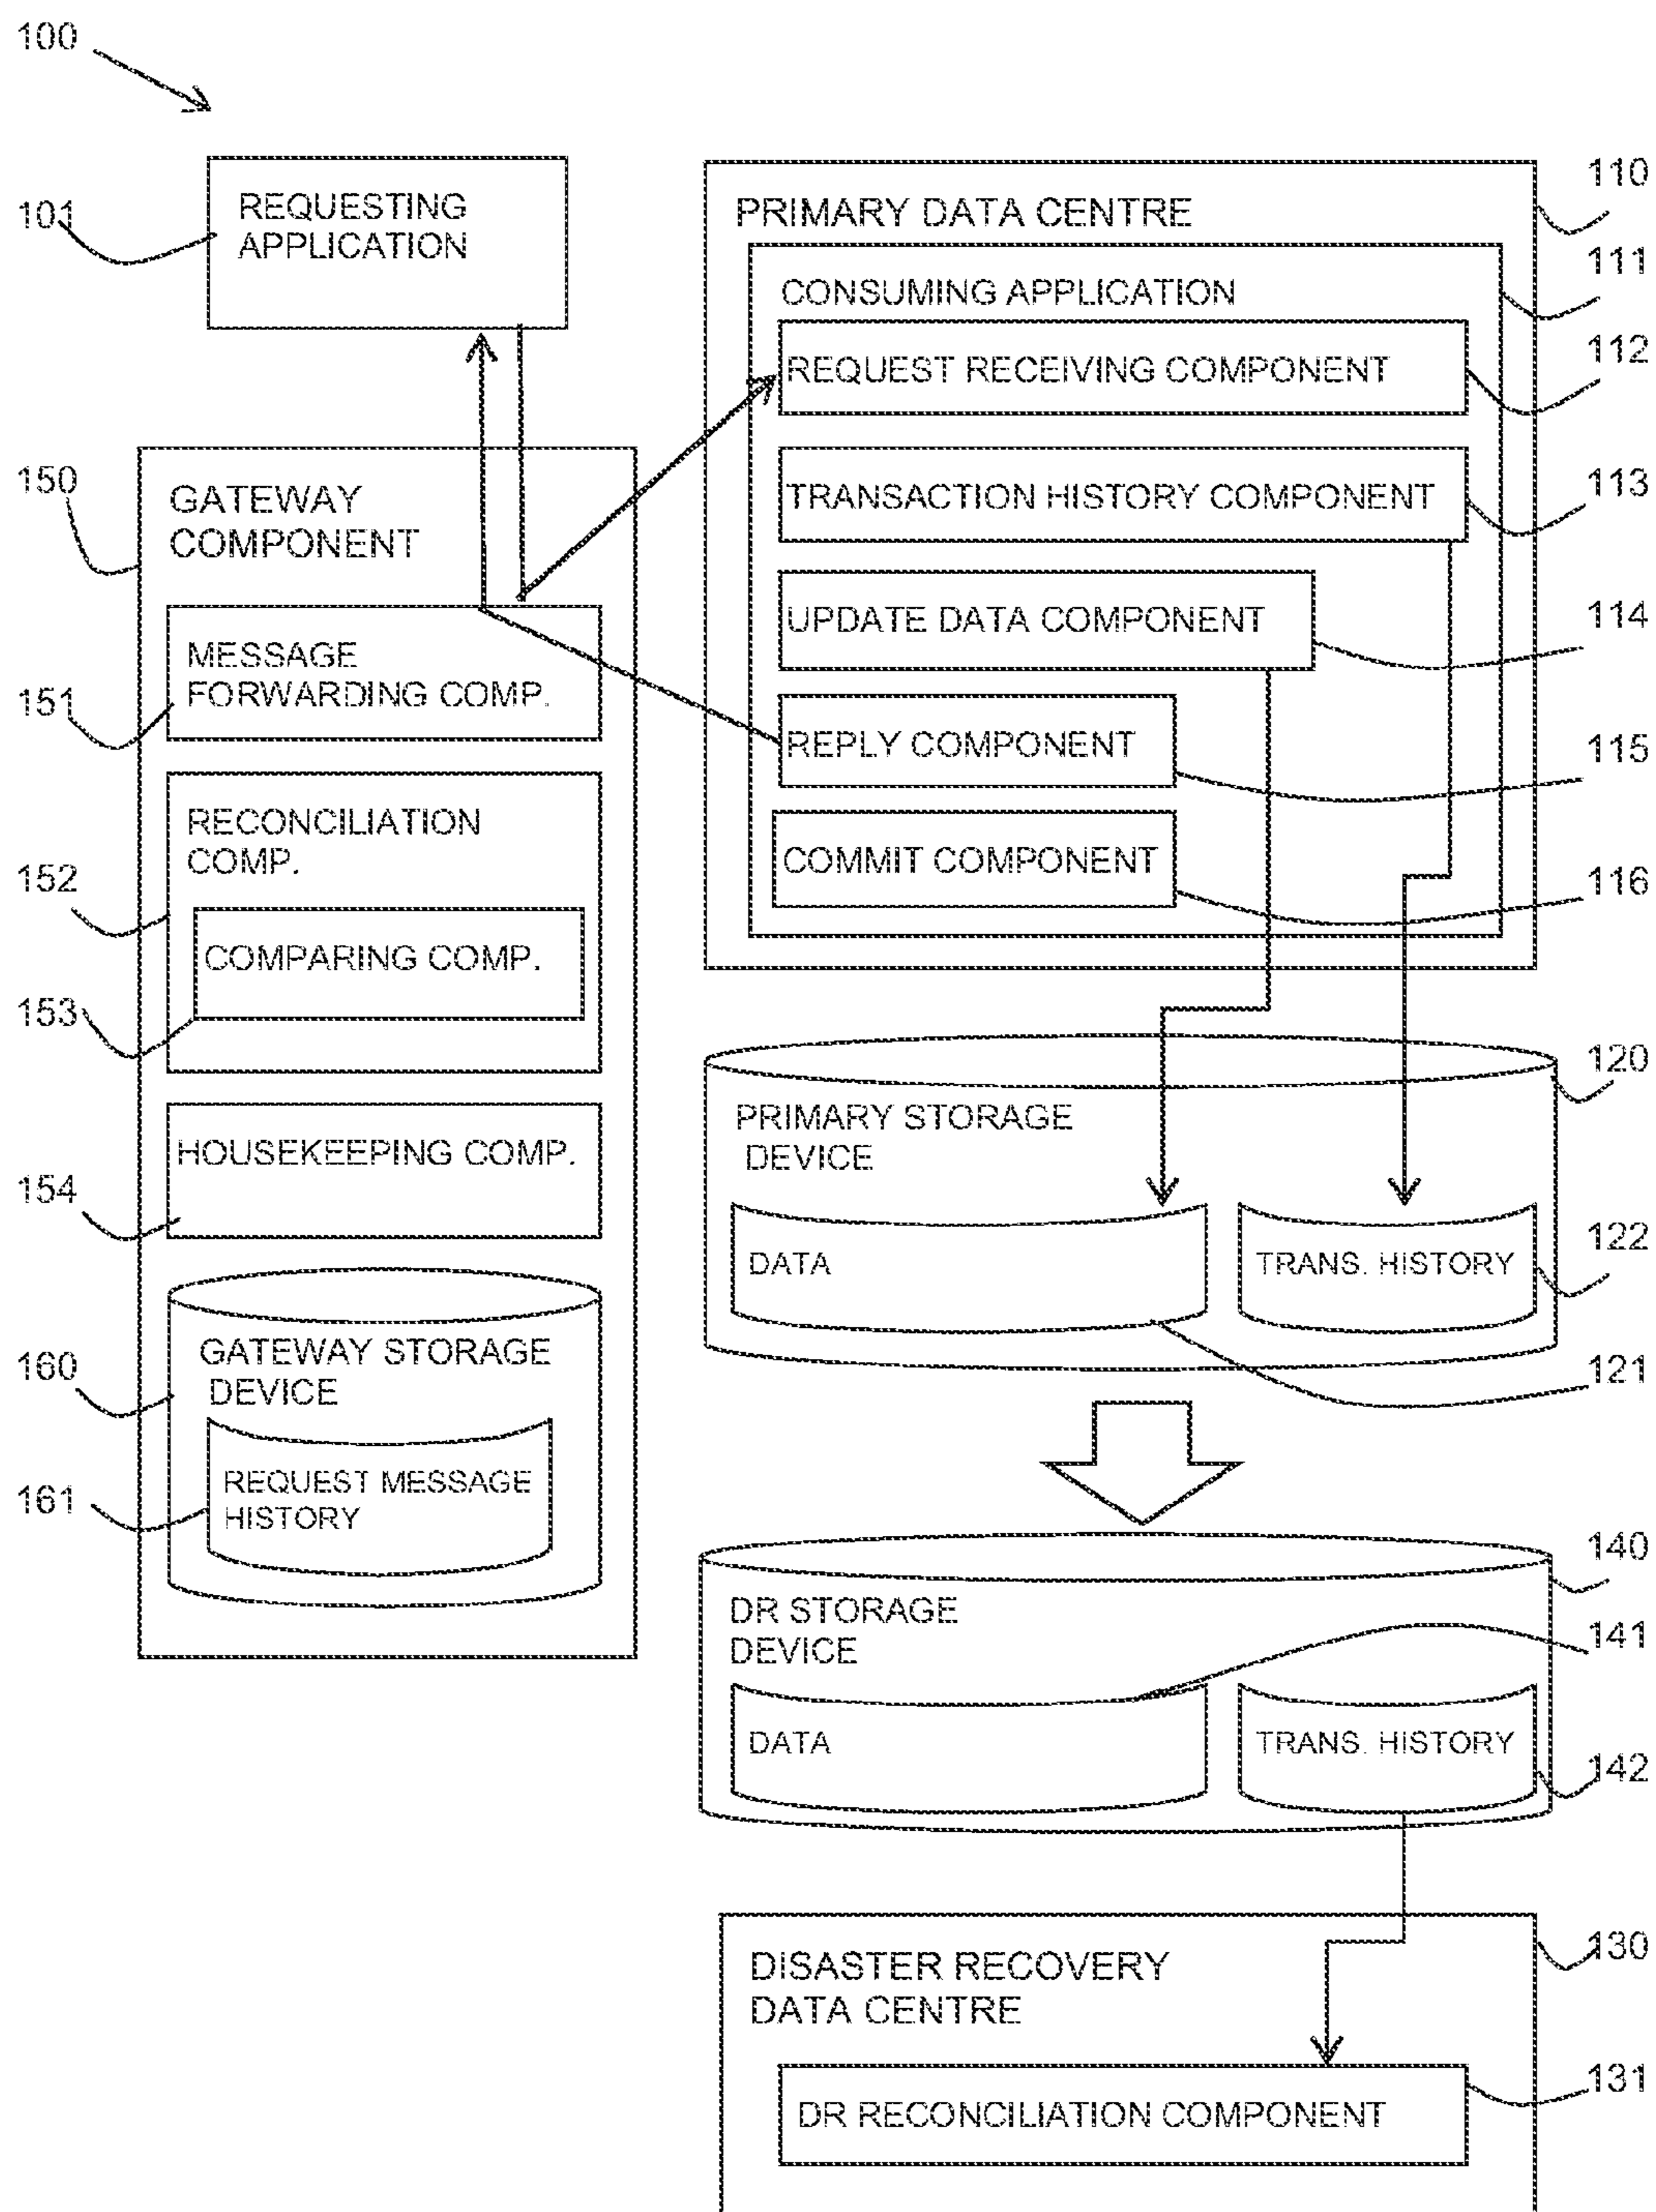 100
REQUESTING
APPLICATION
101
PRIMARY DATA CENTRE
110
CONSUMING APPLICATION
111
REQUEST RECEIVING COMPONENT
112
TRANSACTION HISTORY COMPONENT
113
UPDATE DATA COMPONENT
114
REPLY COMPONENT
115
COMMIT COMPONENT
116
150
GATEWAY
COMPONENT
MESSAGE
FORWARDING COMP.
151
RECONCILIATION
COMP.
152
COMPARING COMP.
153
HOUSEKEEPING COMP.
154
GATEWAY STORAGE
DEVICE
160
REQUEST MESSAGE
HISTORY
161
120
PRIMARY STORAGE
DEVICE
DATA
TRANS. HISTORY
122
121
140
DR STORAGE
DEVICE
141
DATA
TRANS. HISTORY
142
130
DISASTER RECOVERY
DATA CENTRE
131
DR RECONCILIATION COMPONENT